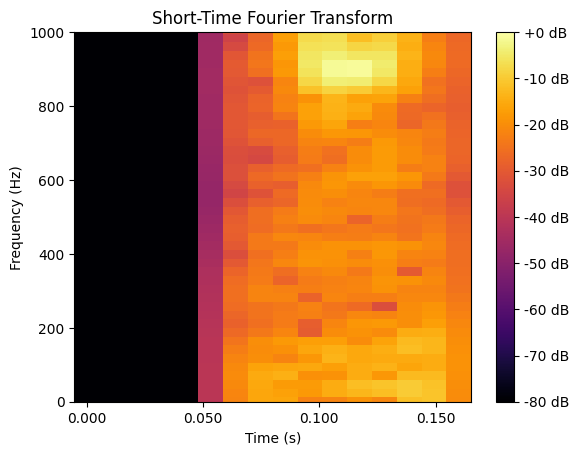 Short-Time Fourier Transform
1000
800
600
400
200
0
Frequency (Hz)
0.000
0.050
0.100
0.150
Time (s)
+0 dB
-10 dB
-20 dB
-30 dB
-40 dB
-50 dB
-60 dB
-70 dB
-80 dB